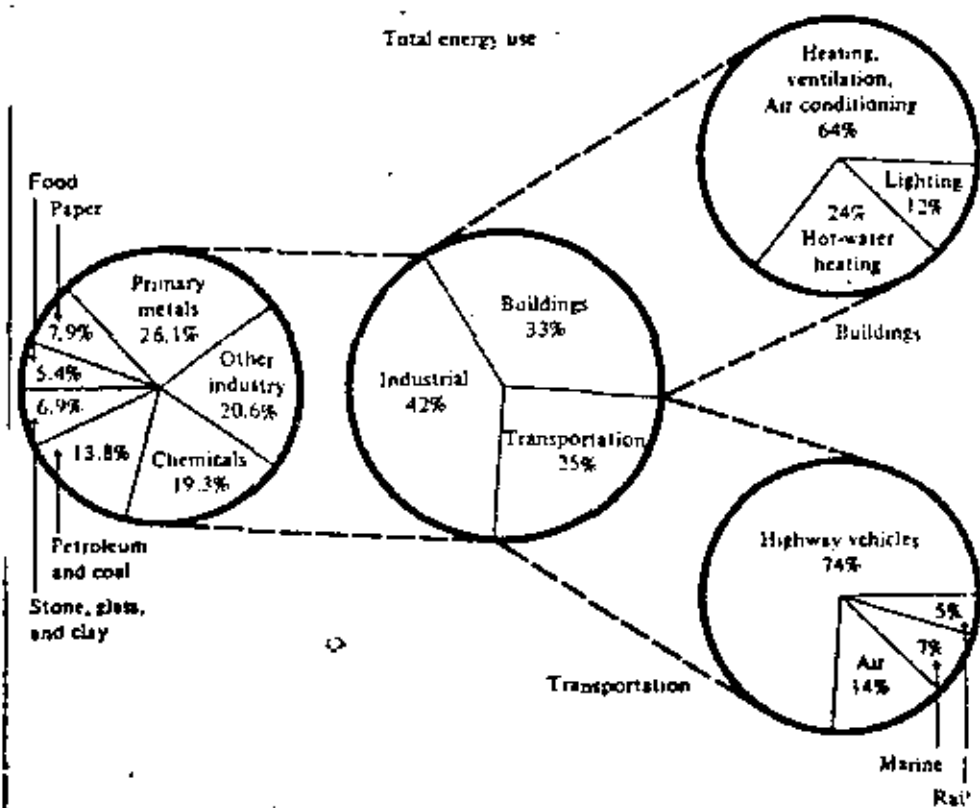 Total energy use
Heating,
ventilation,
Air conditioning
64%
Lighting
12%
24%
Hot-water
heating
Buildings
Food
Paper
Primary
metals
26.1%
7.9%
5.4%
6.9%
13.8%
Other
industry
20.6%
Chemicals
19.3%
Petroleum
and coal
Stone, glass,
and clay
Buildings
33%
Industrial
42%
Transportation
25%
Highway vehicles
74%
5%
7%
Air
14%
Transportation
Marine
Rail